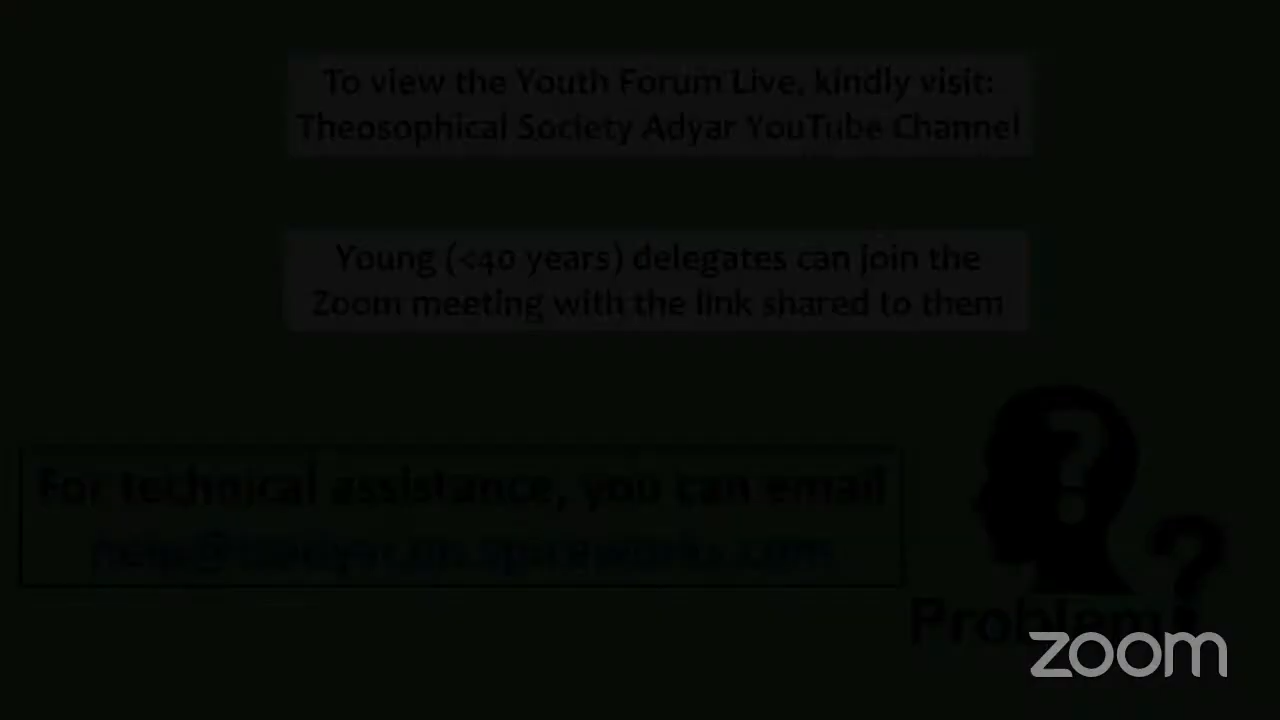 To view the Youth Forum Live, kindly visit:
Theosophical Society Adyar YouTube Channel
Young (<40 years) delegates can join the
Zoom meeting with the link shared to them
For technical assistance, you can email
Problem
zoom